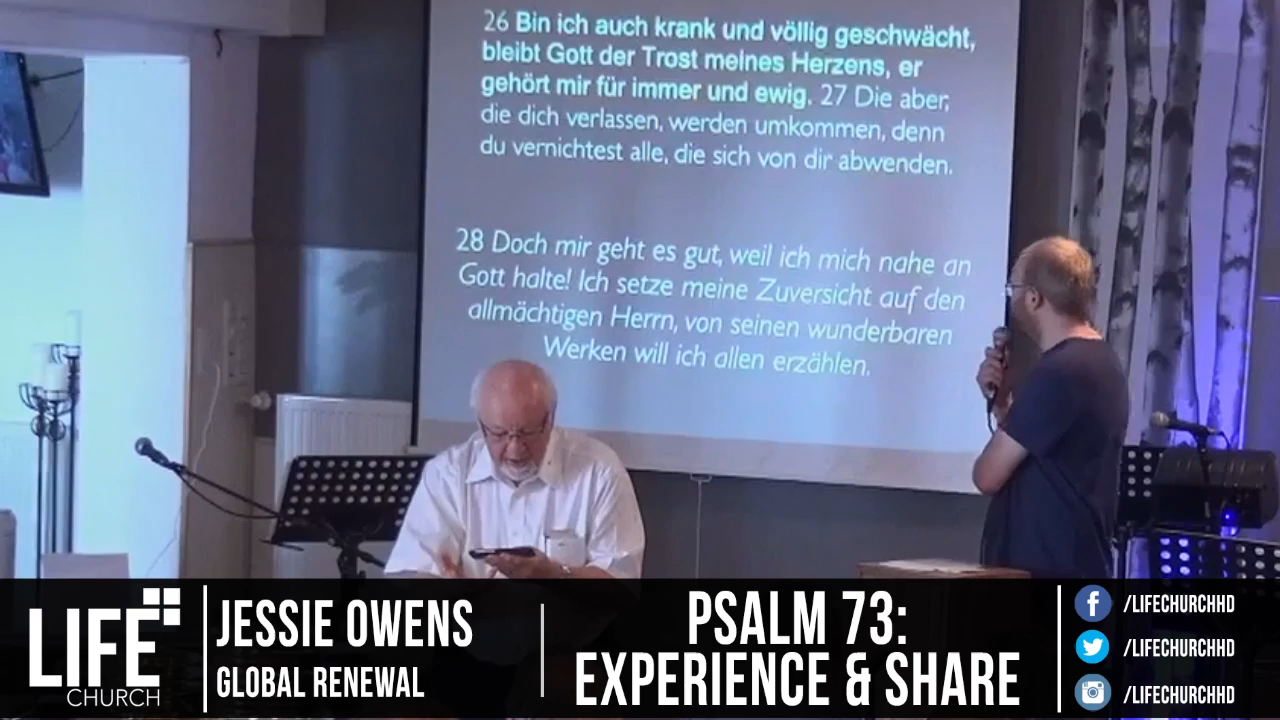 26 Bin ich auch krank und völlig geschwächt,
bleibt Gott der Trost meines Herzens, er
gehört mir für immer und ewig. 27 Die aber,
die dich verlassen, werden umkommen, denn
du vernichtest alle, die sich von dir abwenden.
28 Doch mir geht es gut, weil ich mich nahe an
Gott halte! Ich setze meine Zuversicht auf den
allmächtigen Herrn, von seinen wunderbaren
Werken will ich allen erzählen.
LIFE
CHURCH
JESSIE OWENS
GLOBAL RENEWAL
PSALM 73:
EXPERIENCE & SHARE
/LIFECHURCHHD
/LIFECHURCHHD
/LIFECHURCHHD